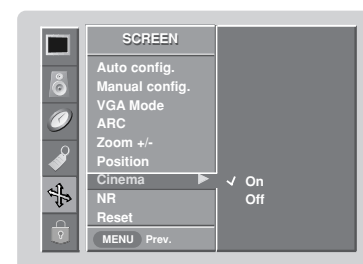 SCREEN
Auto config.
Manual config.
VGA Mode
ARC
Zoom +/-
Position
Cinema ▶ ✓ On
NR Off
Reset
MENU Prev.